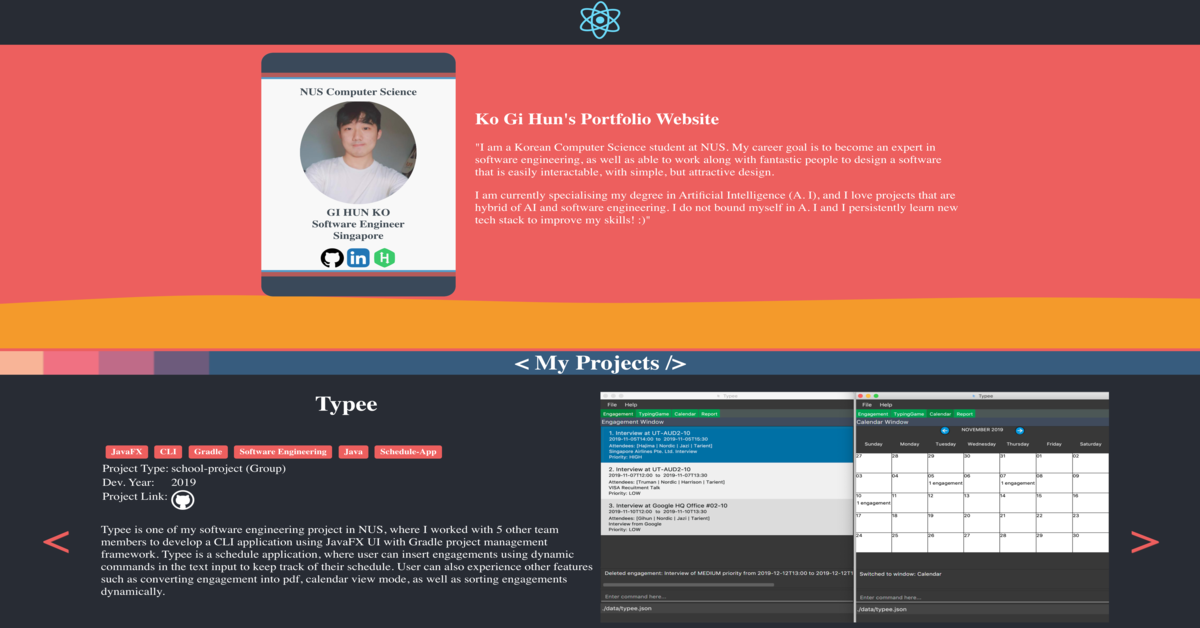 NUS Computer Science
GI HUN KO
Software Engineer
Singapore
in
H
Ko Gi Hun's Portfolio Website
"I am a Korean Computer Science student at NUS. My career goal is to become an expert in
software engineering, as well as able to work along with fantastic people to design a software
that is easily interactable, with simple, but attractive design.
I am currently specialising my degree in Artificial Intelligence (A. I), and I love projects that are
hybrid of AI and software engineering. I do not bound myself in A. I and I persistently learn new
tech stack to improve my skills! :)"
< My Projects />
Typee
JavaFX CLI Gradle Software Engineering Java Schedule-App
Project Type: school-project (Group)
Dev. Year: 2019
Project Link:
Typee is one of my software engineering project in NUS, where I worked with 5 other team
members to develop a CLI application using JavaFX UI with Gradle project management
framework. Typee is a schedule application, where user can insert engagements using dynamic
commands in the text input to keep track of their schedule. User can also experience other features
such as converting engagement into pdf, calendar view mode, as well as sorting engagements
dynamically.
<
>
Typee
File Help
Engagement TypingGame Calendar Report
Engagement Window
1. Interview at UT-AUD2-10
2019-11-05T14:00 to 2019-11-05T15:30
Attendees: [Hajima | Nordic | Jazl | Tarlent]
Singapore Airlines Pte. Ltd. Interview
Priority: HIGH
2. Interview at UT-AUD2-10
2019-11-07T12:00 to 2019-11-07T13:30
Attendees: [Truman | Nordic | Harrison | Tarlent]
VISA Recuitment Talk
Priority: LOW
3. Interview at Google HQ Office #02-10
2019-11-10T12:00 to 2019-11-10T13:30
Attendees: [Gihun | Nordic | Jazl | Tarlent]
Interview from Google
Priority: LOW
Deleted engagement: Interview of MEDIUM priority from 2019-12-12T13:00 to 2019-12-12T1
Enter command here...
./data/typee.json
Typee
File Help
Engagement TypingGame Calendar Report
Calendar Window
NOVEMBER 2019
Sunday Monday Tuesday Wednesday Thursday Friday Saturday
27 28 29 30 31 01 02
03 04 05 06 07 08 09
1 engagement 1 engagement
10 11 12 13 14 15 16
1 engagement
17 18 19 20 21 22 23
24 25 26 27 28 29 30
Switched to window: Calendar
Enter command here...
./data/typee.json